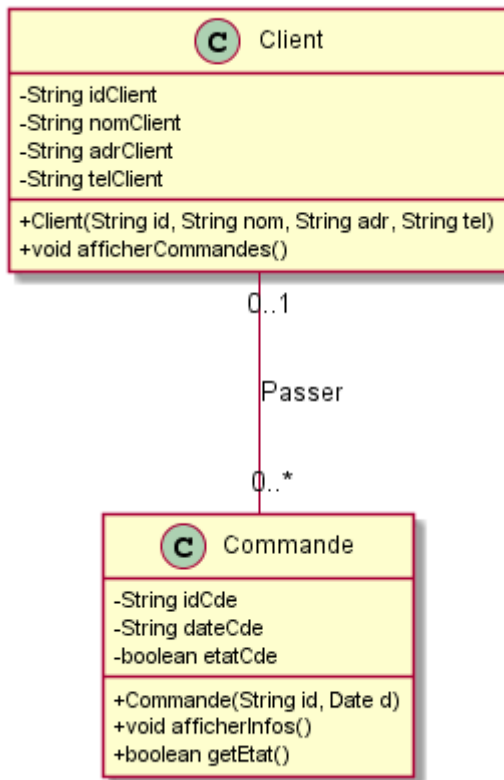 C Client
-String idClient
-String nomClient
-String adrClient
-String telClient
+Client(String id, String nom, String adr, String tel)
+void afficherCommandes()
0..1
Passer
0..*
C Commande
-String idCde
-String dateCde
-boolean etatCde
+Commande(String id, Date d)
+void afficherInfos()
+boolean getEtat()